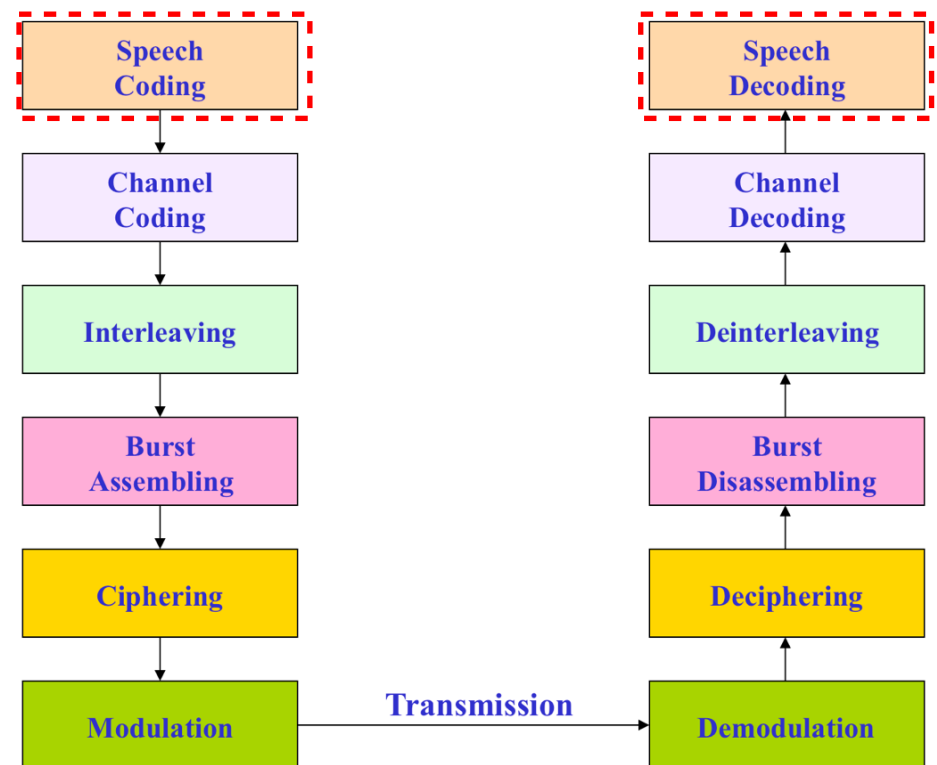 Speech
Coding
Channel
Coding
Interleaving
Burst
Assembling
Ciphering
Modulation
Transmission
Speech
Decoding
Channel
Decoding
Deinterleaving
Burst
Disassembling
Deciphering
Demodulation